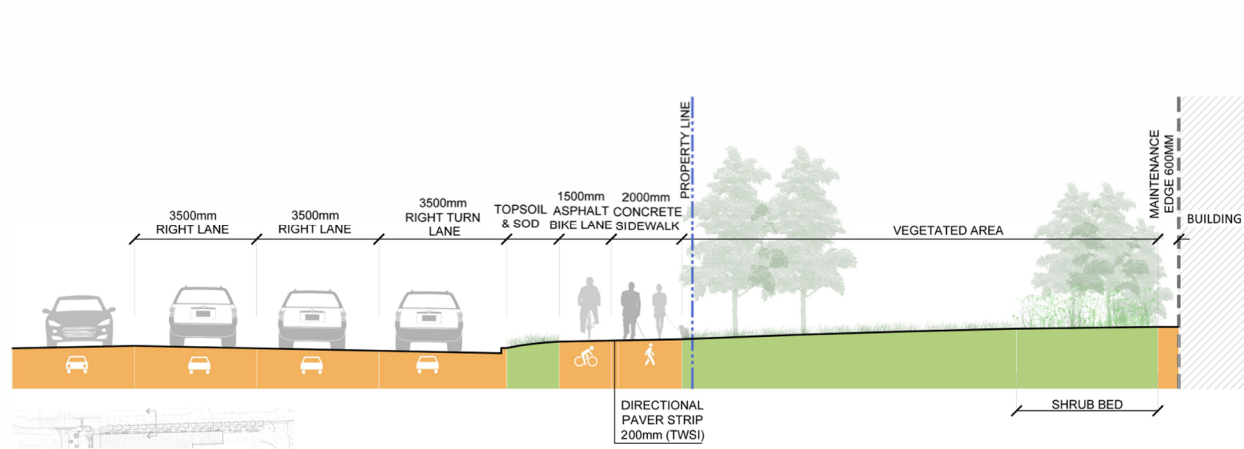 3500mm
RIGHT LANE
3500mm
RIGHT LANE
3500mm
RIGHT TURN
LANE
TOPSOIL
& SOD
1500mm
ASPHALT
BIKE LANE
2000mm
CONCRETE
SIDEWALK
PROPERTY LINE
VEGETATED AREA
MAINTENANCE
EDGE 600MM
BUILDING
DIRECTIONAL
PAVER STRIP
200mm (TWSI)
SHRUB BED